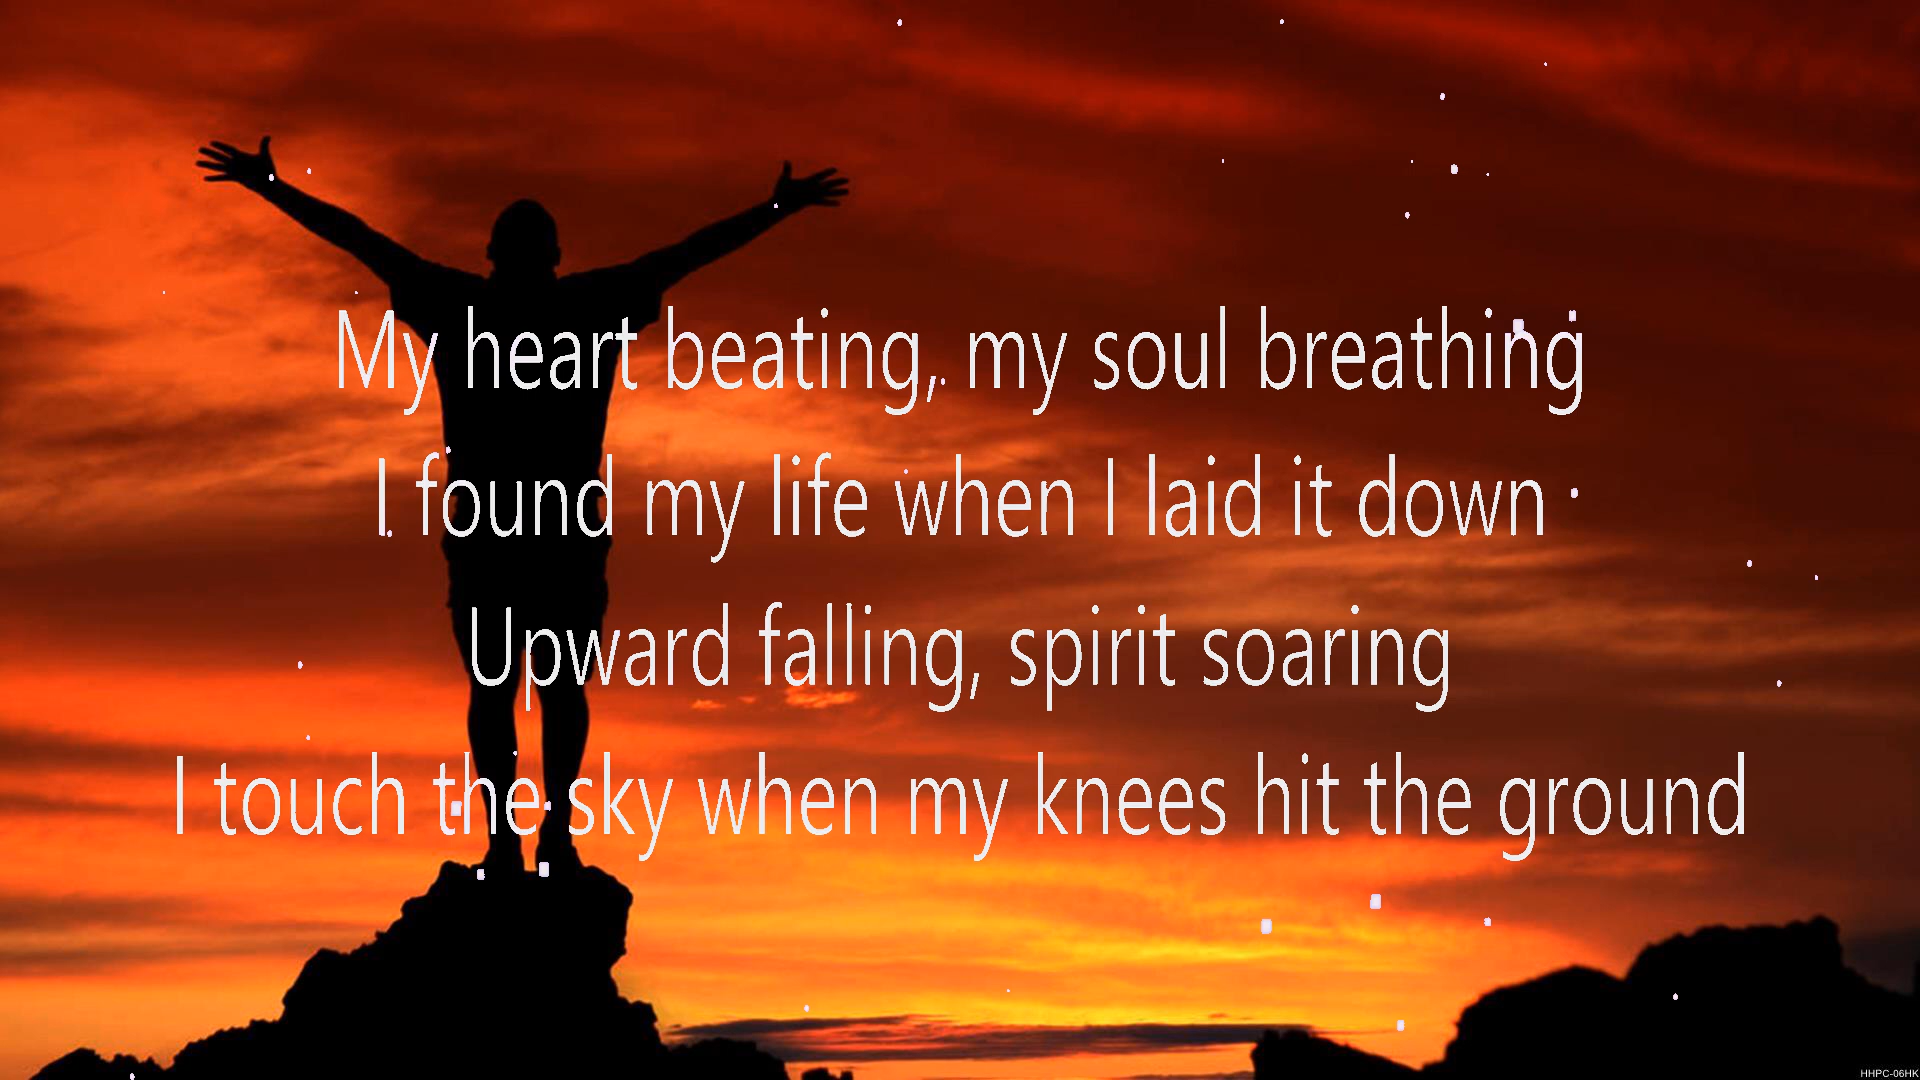 My heart beating, my soul breathing
I found my life when I laid it down
Upward falling, spirit soaring
I touch the sky when my knees hit the ground
HHPC-06HK